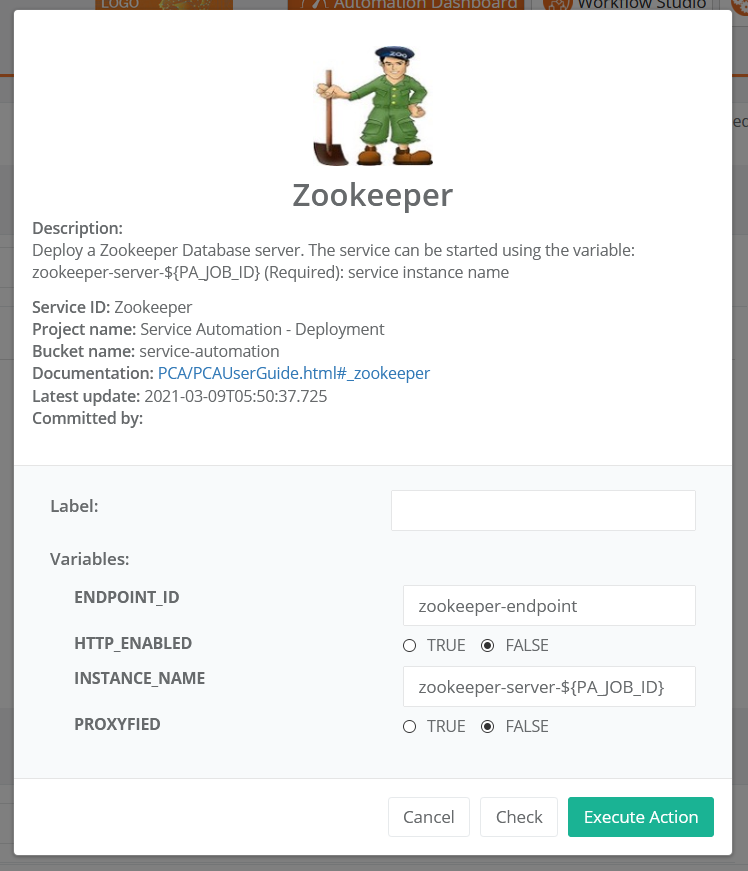 LOGO
Automation Dashboard
Workflow Studio
ZOO
Zookeeper
Description:
Deploy a Zookeeper Database server. The service can be started using the variable:
zookeeper-server-${PA_JOB_ID} (Required): service instance name
Service ID: Zookeeper
Project name: Service Automation - Deployment
Bucket name: service-automation
Documentation: PCA/PCAUserGuide.html#_zookeeper
Latest update: 2021-03-09T05:50:37.725
Committed by:
Label:
Variables:
ENDPOINT_ID
zookeeper-endpoint
HTTP_ENABLED
TRUE FALSE
INSTANCE_NAME
zookeeper-server-${PA_JOB_ID}
PROXYFIED
TRUE FALSE
Cancel Check Execute Action